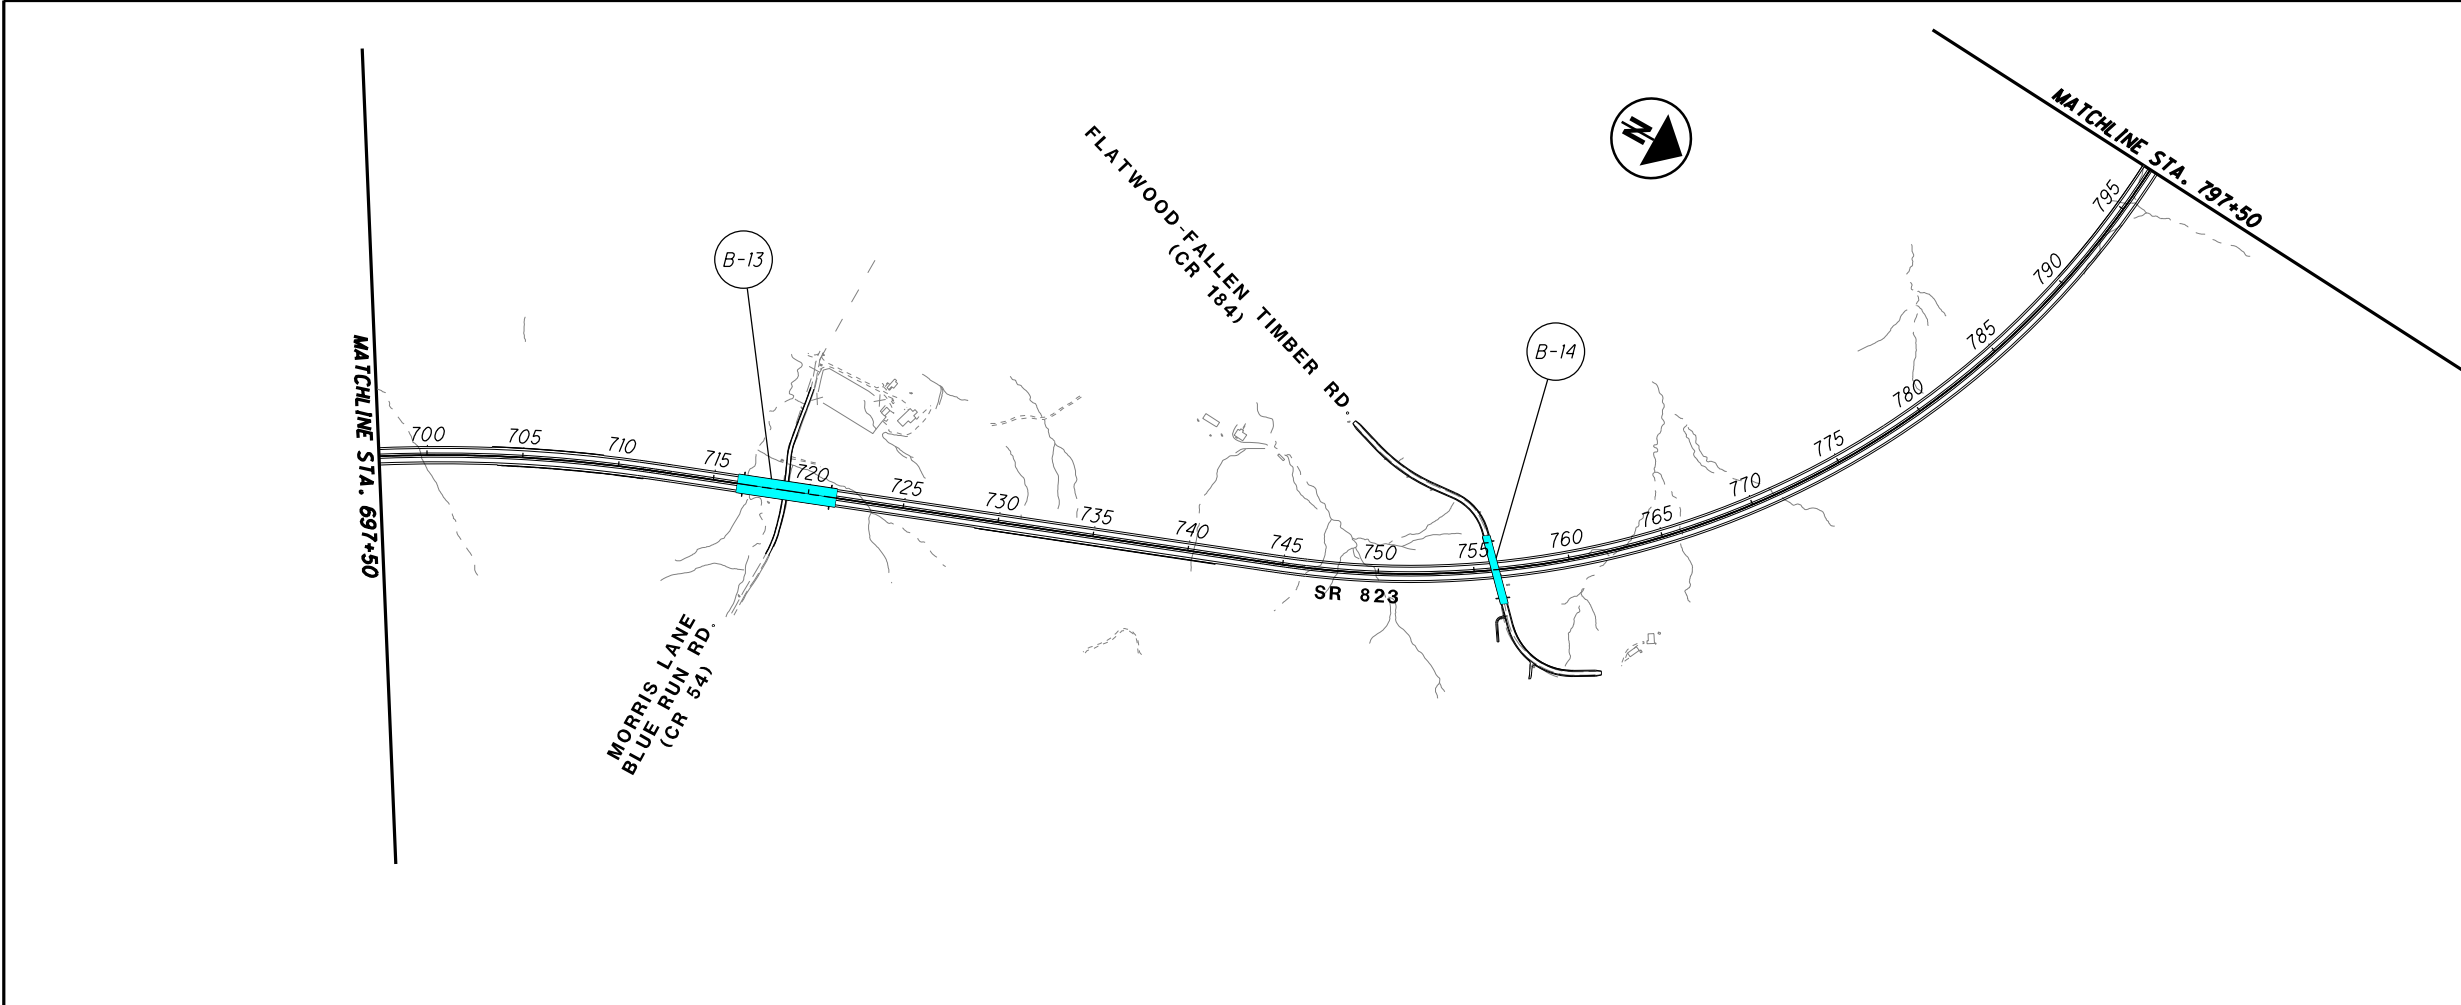 MATCHLINE STA. 697+50
700
705
710
715
720
725
730
735
740
745
750
755
760
765
770
775
780
785
790
795
MATCHLINE STA. 797+50
B-13
B-14
N
FLATWOOD-FALLEN TIMBER RD.
(CR 184)
SR 823
MORRIS LANE
BLUE RUN RD.
(CR 54)